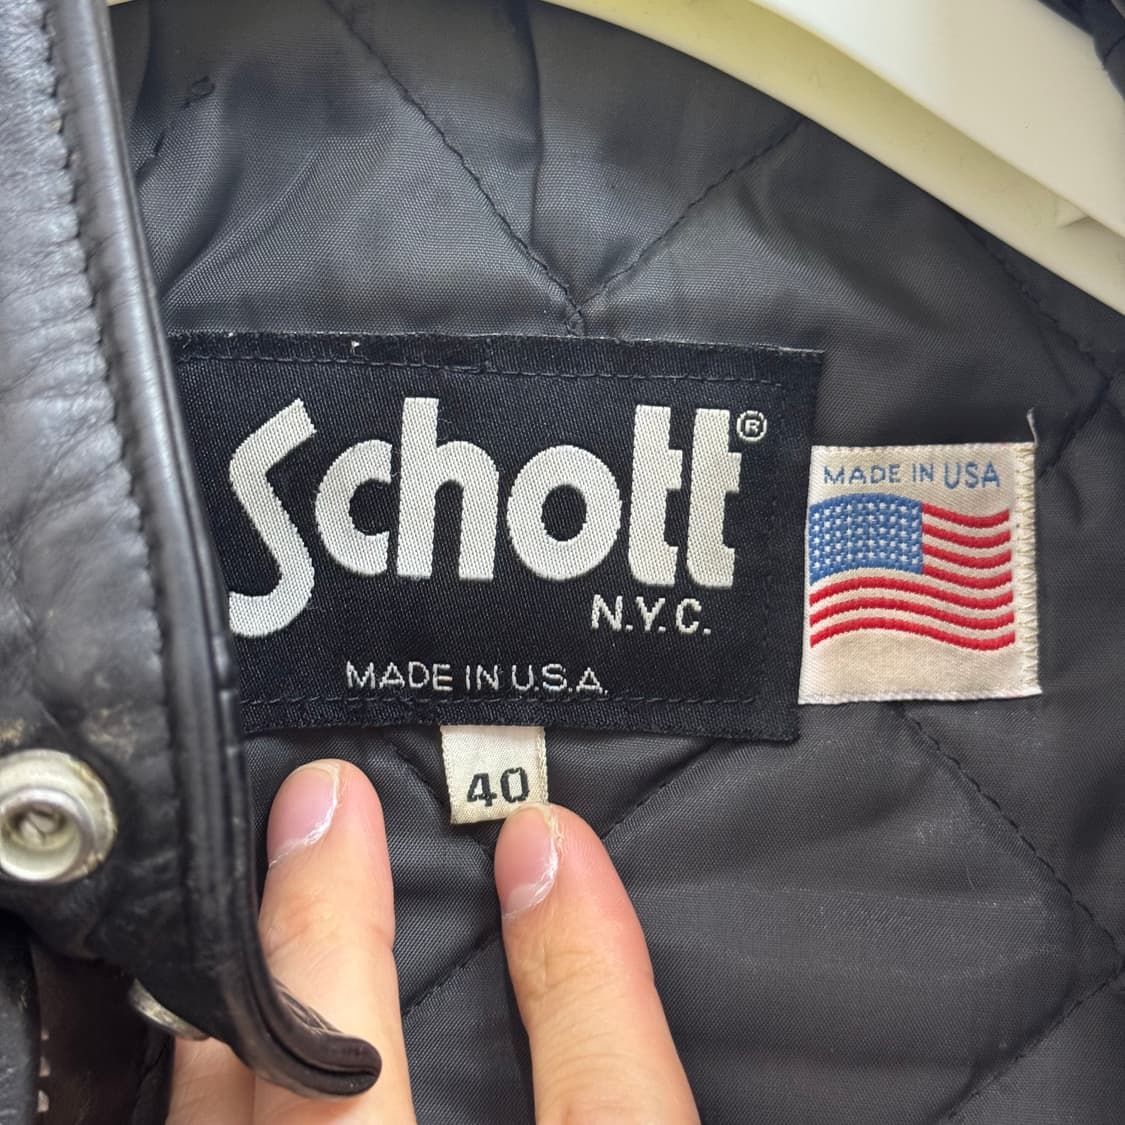 Schott®
N.Y.C.
MADE IN U.S.A.
MADE IN USA
40